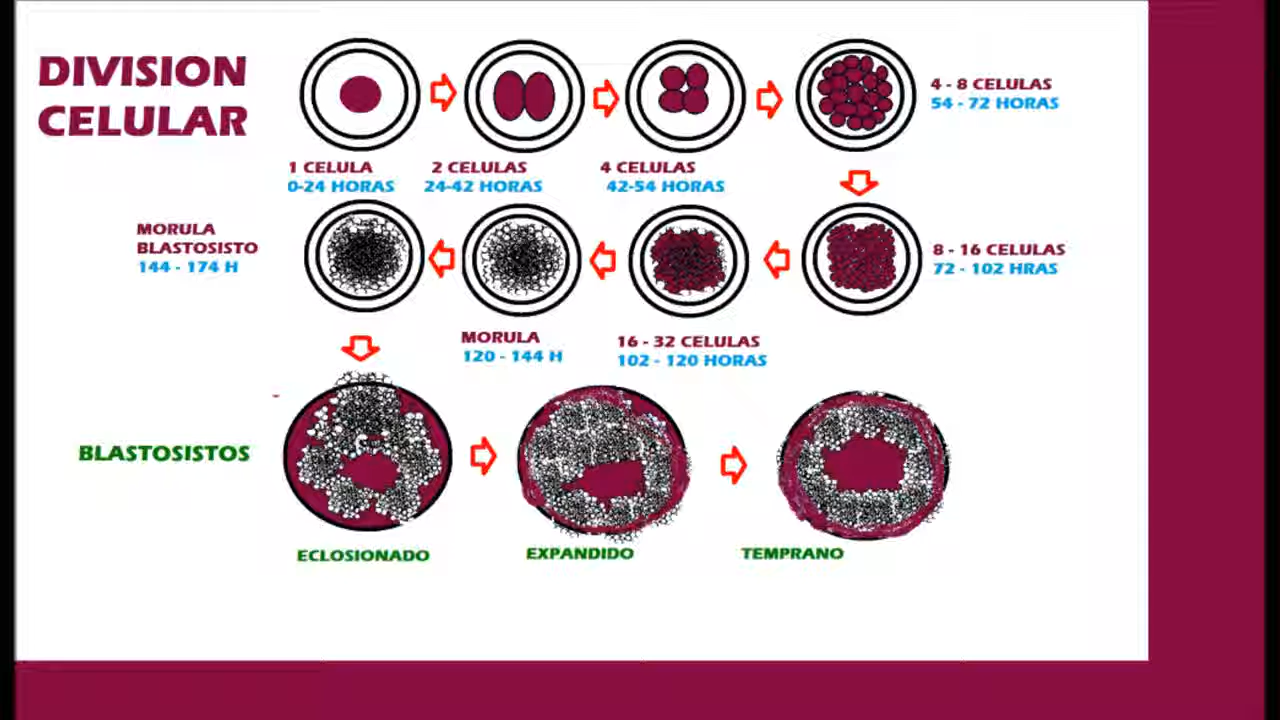 DIVISION
CELULAR
1 CELULA
0-24 HORAS
2 CELULAS
24-42 HORAS
4 CELULAS
42-54 HORAS
4 - 8 CELULAS
54 - 72 HORAS
8 - 16 CELULAS
72 - 102 HRAS
16 - 32 CELULAS
102 - 120 HORAS
MORULA
120 - 144 H
MORULA
BLASTOSISTO
144 - 174 H
BLASTOSISTOS
ECLOSIONADO
EXPANDIDO
TEMPRANO